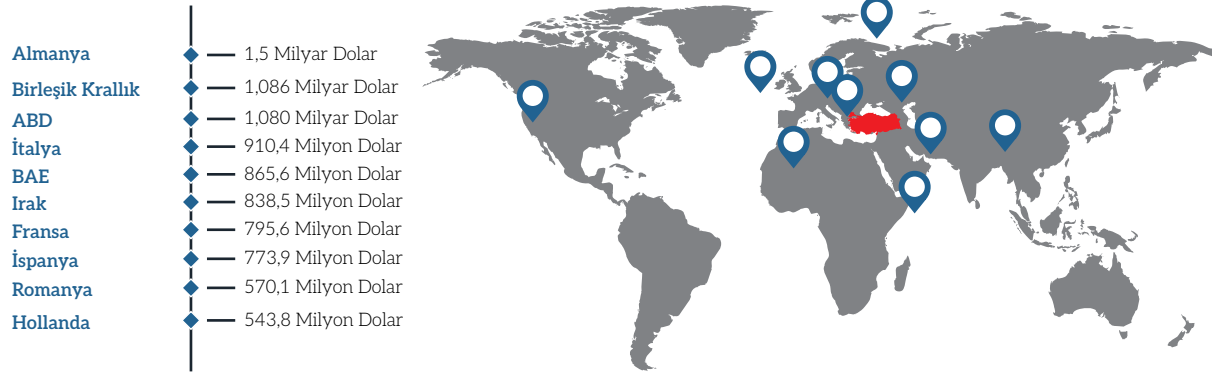 Almanya 1,5 Milyar Dolar
Birleşik Krallık 1,086 Milyar Dolar
ABD 1,080 Milyar Dolar
İtalya 910,4 Milyon Dolar
BAE 865,6 Milyon Dolar
Irak 838,5 Milyon Dolar
Fransa 795,6 Milyon Dolar
İspanya 773,9 Milyon Dolar
Romanya 570,1 Milyon Dolar
Hollanda 543,8 Milyon Dolar